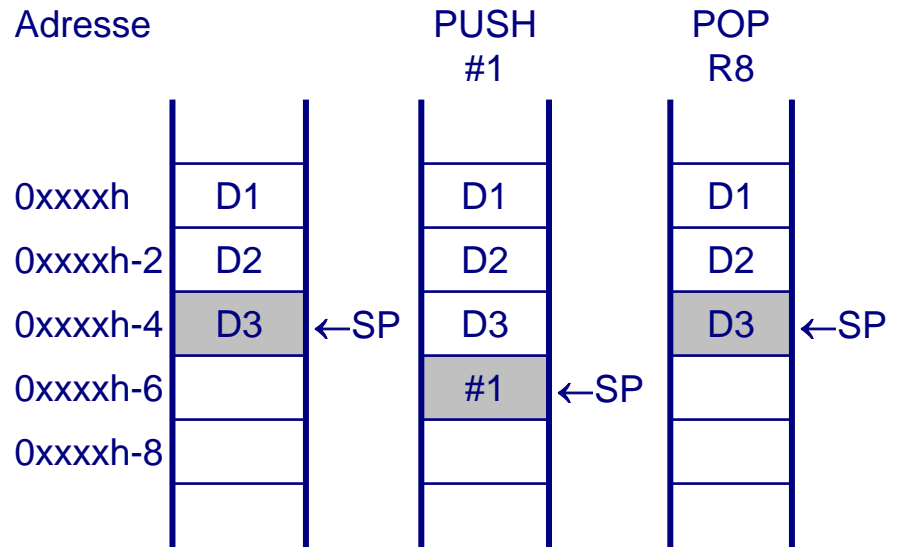 Adresse PUSH POP
#1 R8
0xxxxh D1 D1 D1
0xxxxh-2 D2 D2 D2
0xxxxh-4 D3 ←SP D3 D3 ←SP
0xxxxh-6 #1 ←SP
0xxxxh-8